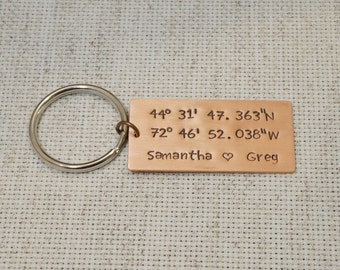 44° 31' 47. 363"N
72° 46' 52. 038"W
Samantha ♡ Greg